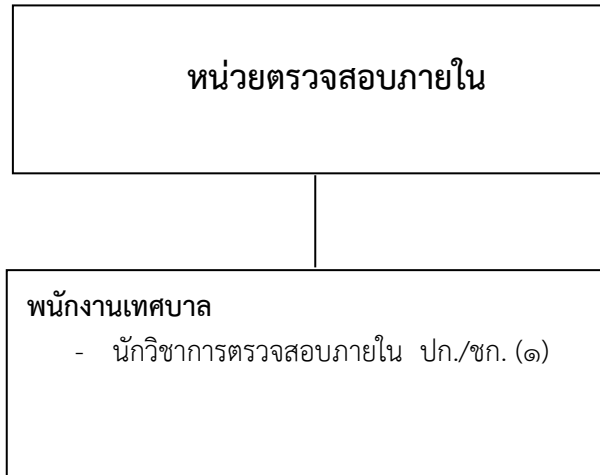 หน่วยตรวจสอบภายใน
พนักงานเทศบาล
- นักวิชาการตรวจสอบภายใน ปก./ชก. (๑)